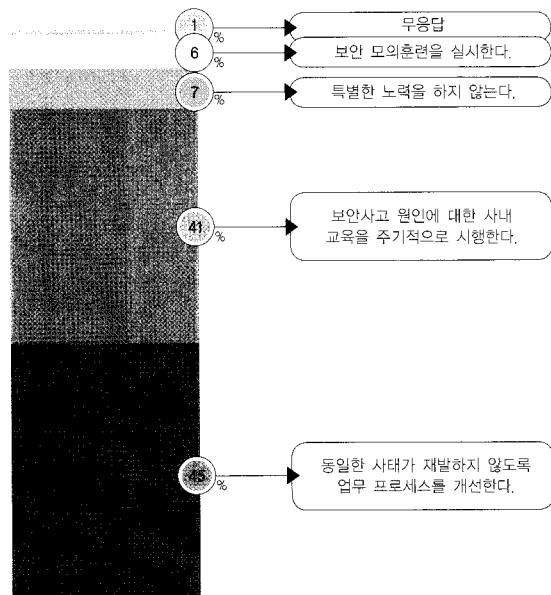 1
%
무응답
6
%
보안 모의훈련을 실시한다.
7
%
특별한 노력을 하지 않는다.
41
%
보안사고 원인에 대한 사내
교육을 주기적으로 시행한다.
45
%
동일한 사태가 재발하지 않도록
업무 프로세스를 개선한다.